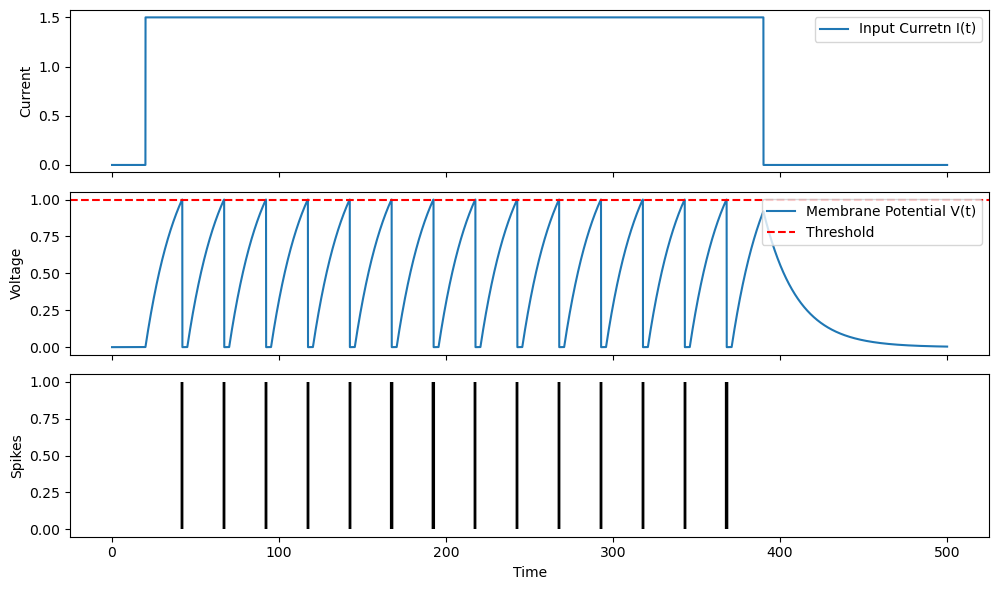 1.5
1.0
0.5
0.0
Current
Input Curretn I(t)
1.00
0.75
0.50
0.25
0.00
Voltage
Membrane Potential V(t)
Threshold
1.00
0.75
0.50
0.25
0.00
Spikes
0 100 200 300 400 500
Time